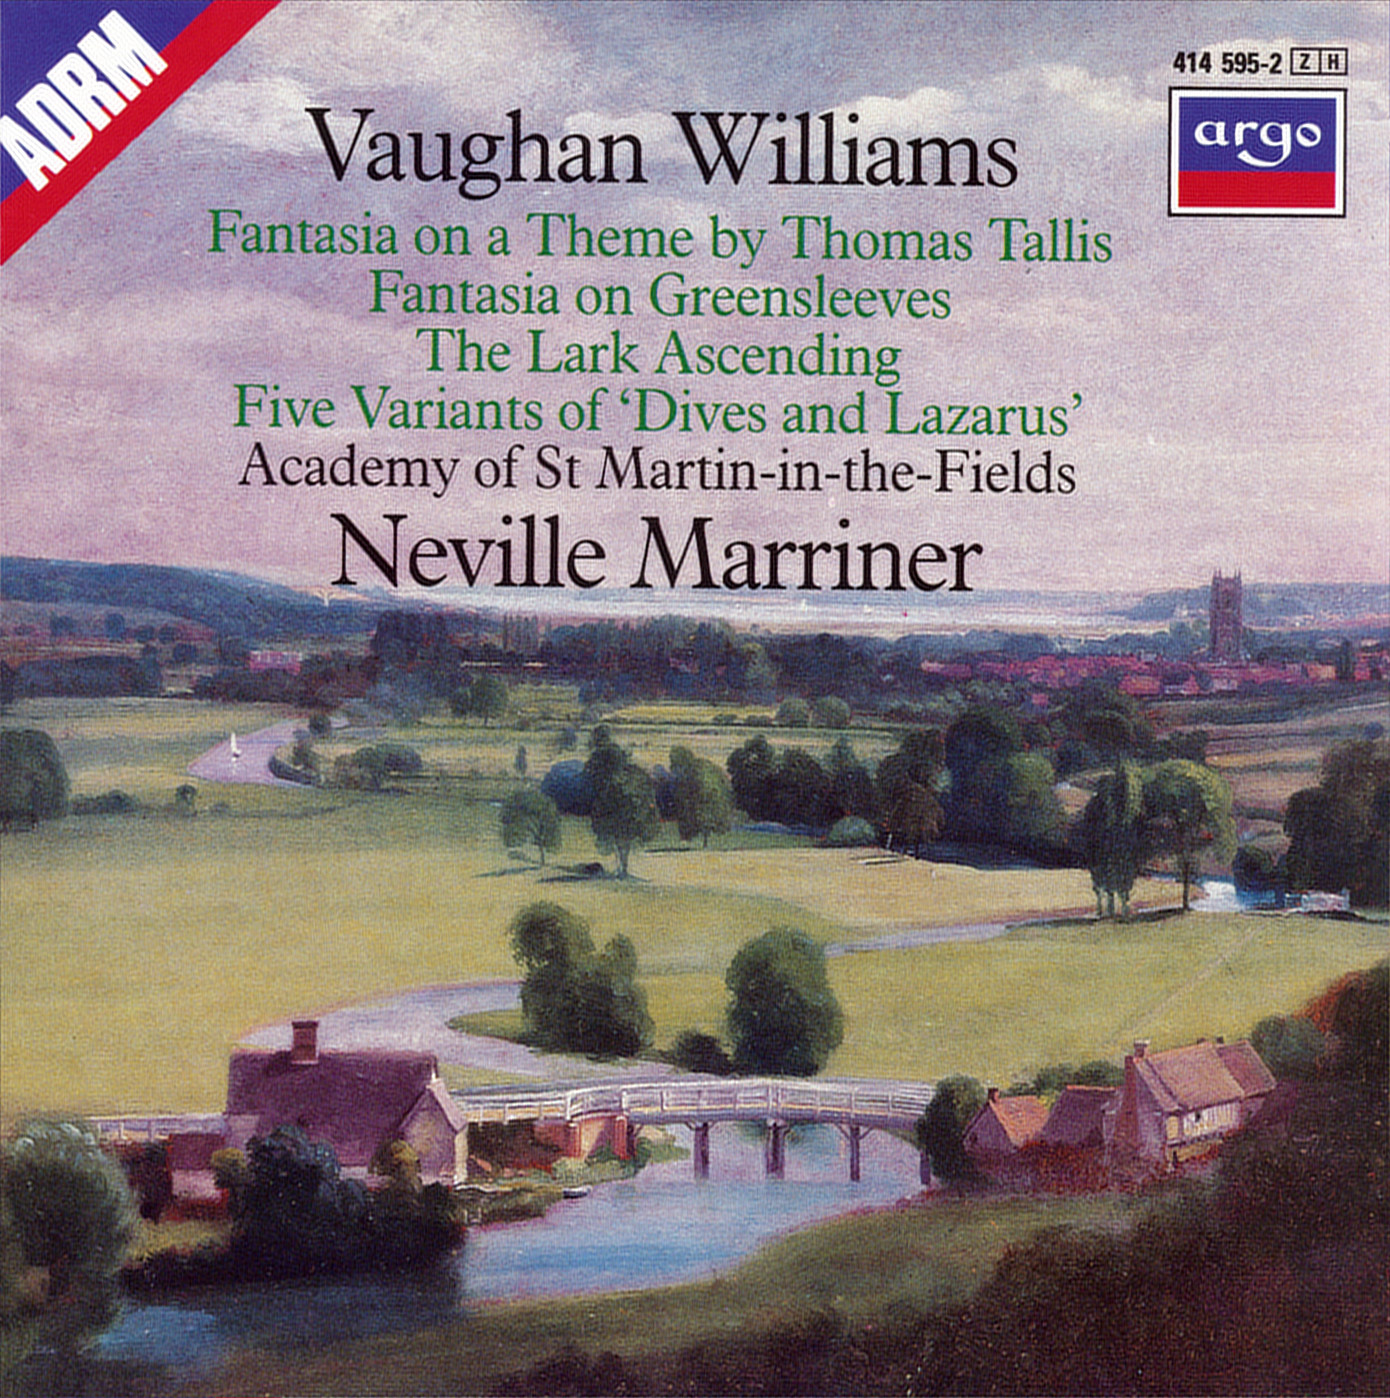 ADRM
414 595-2 Z H
argo
Vaughan Williams
Fantasia on a Theme by Thomas Tallis
Fantasia on Greensleeves
The Lark Ascending
Five Variants of ‘Dives and Lazarus’
Academy of St Martin-in-the-Fields
Neville Marriner